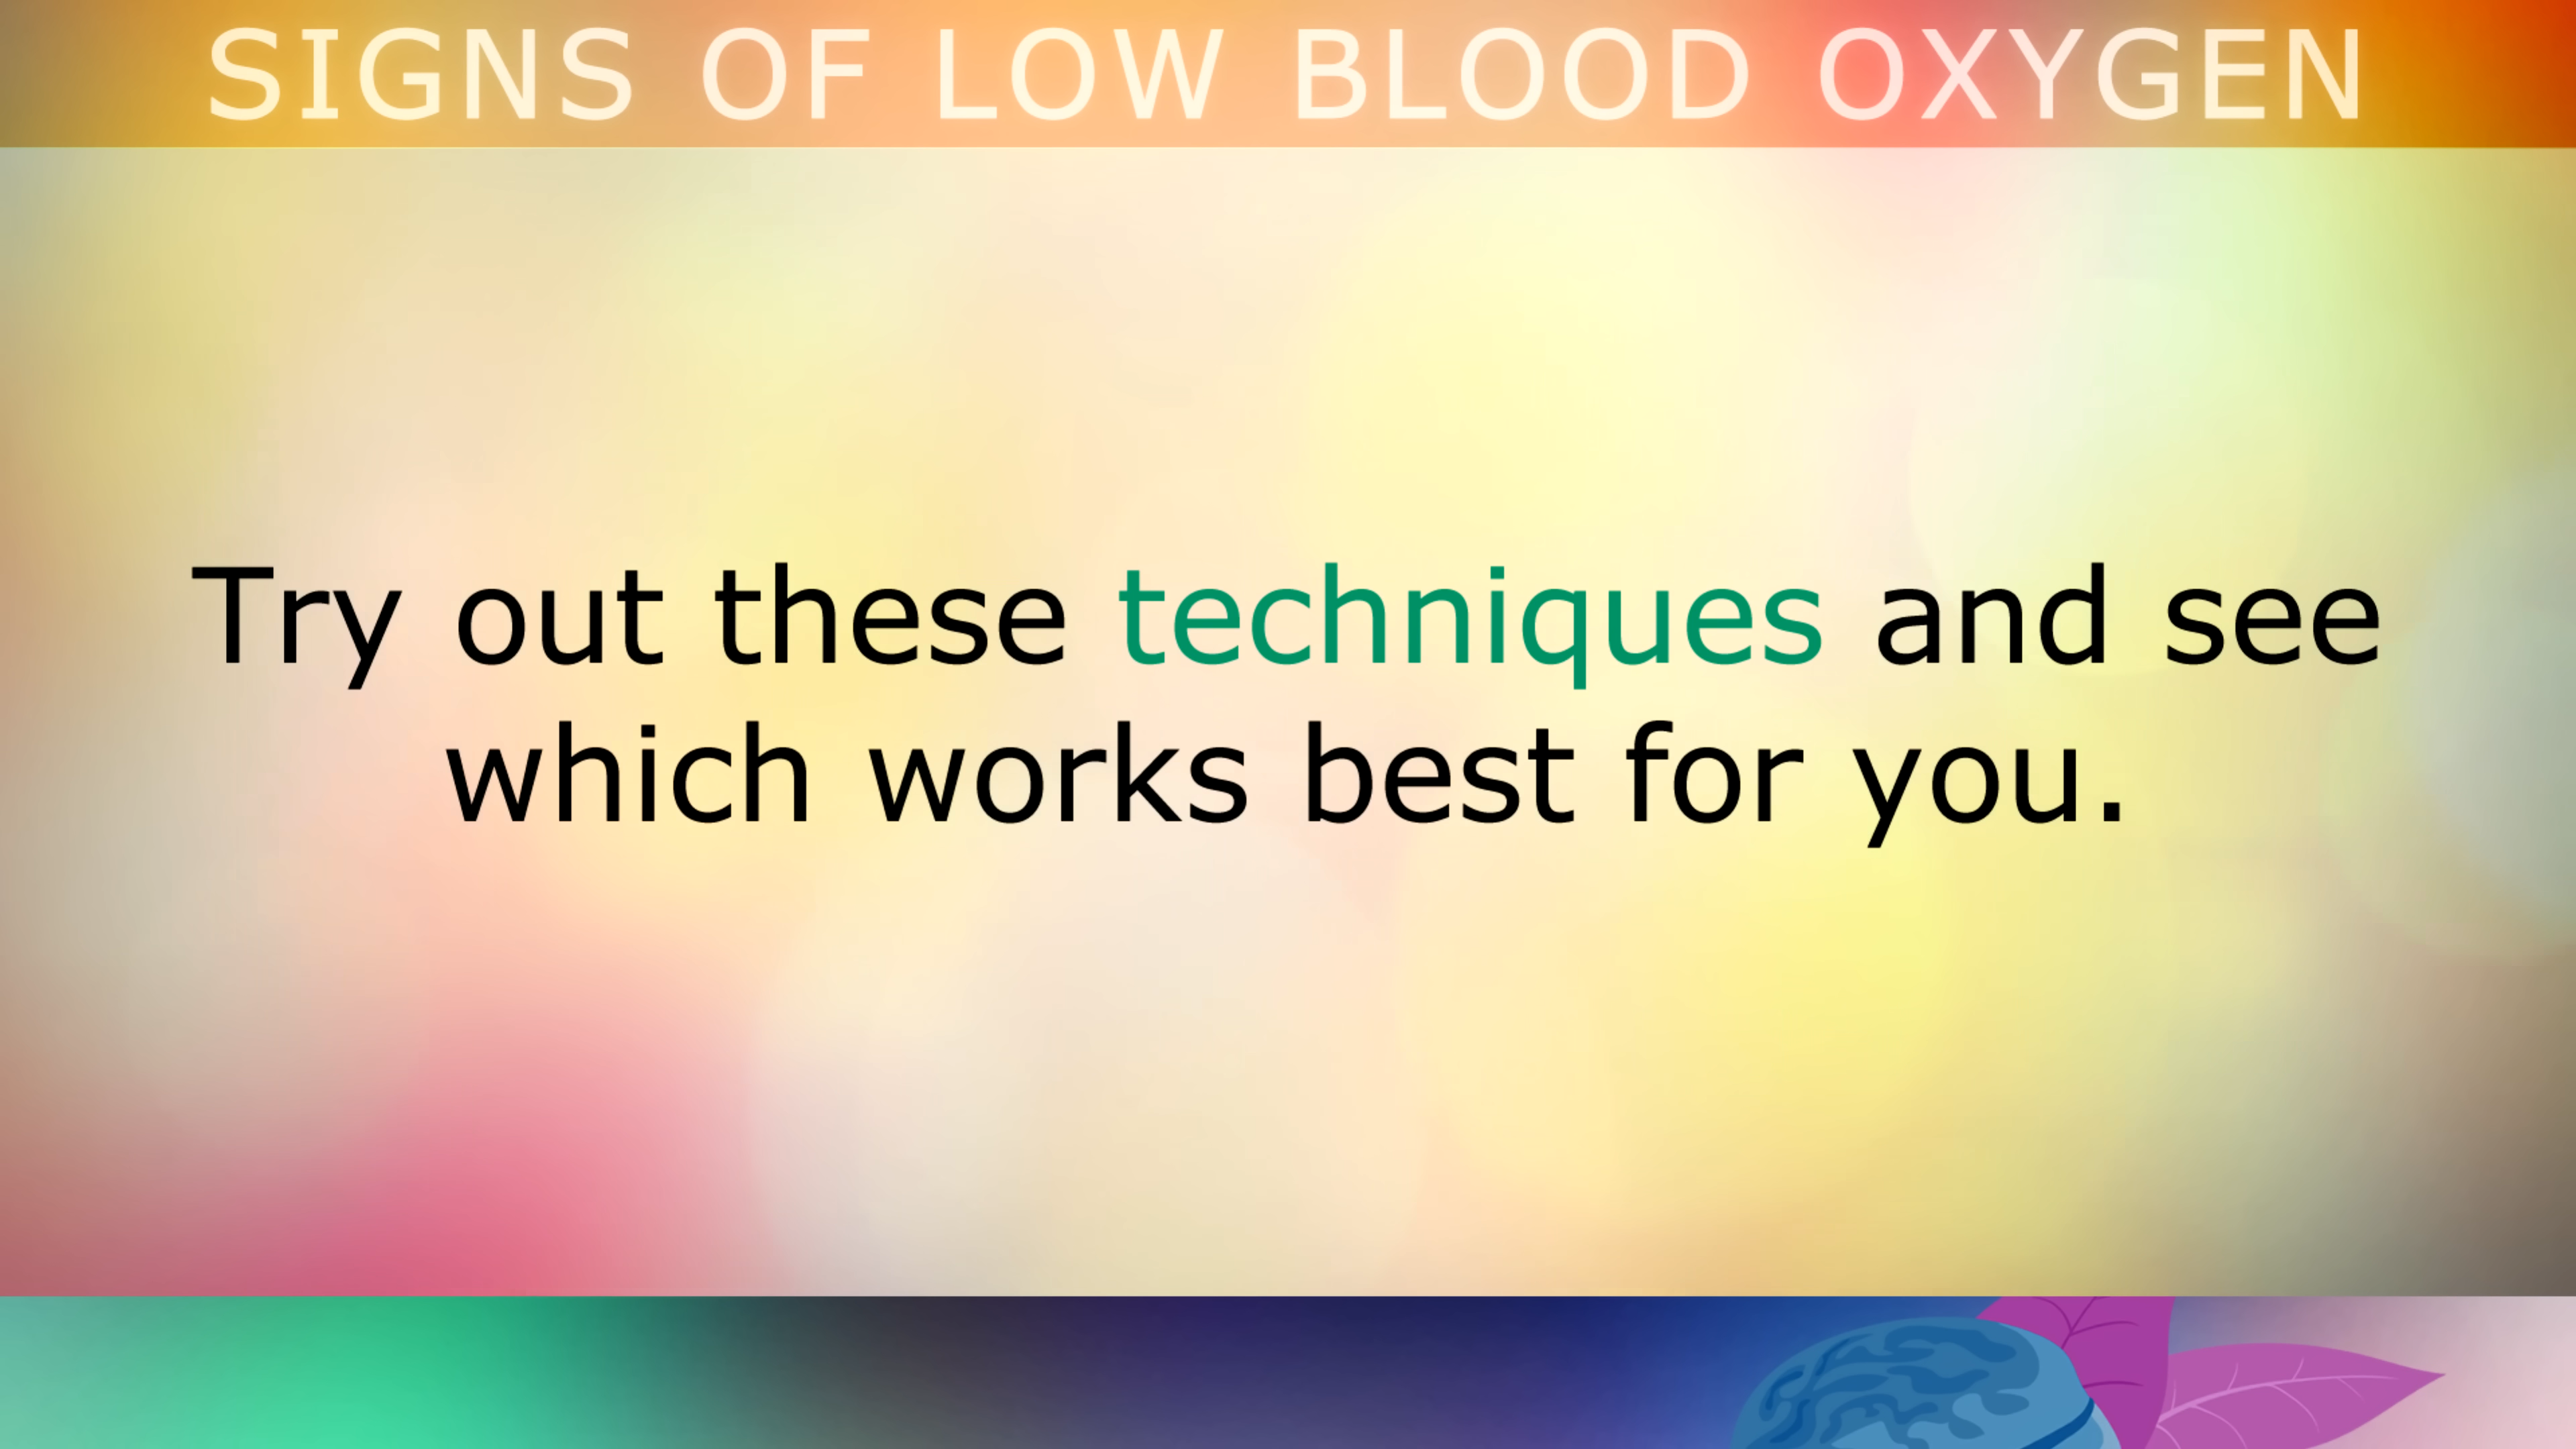 SIGNS OF LOW BLOOD OXYGEN
Try out these techniques and see
which works best for you.